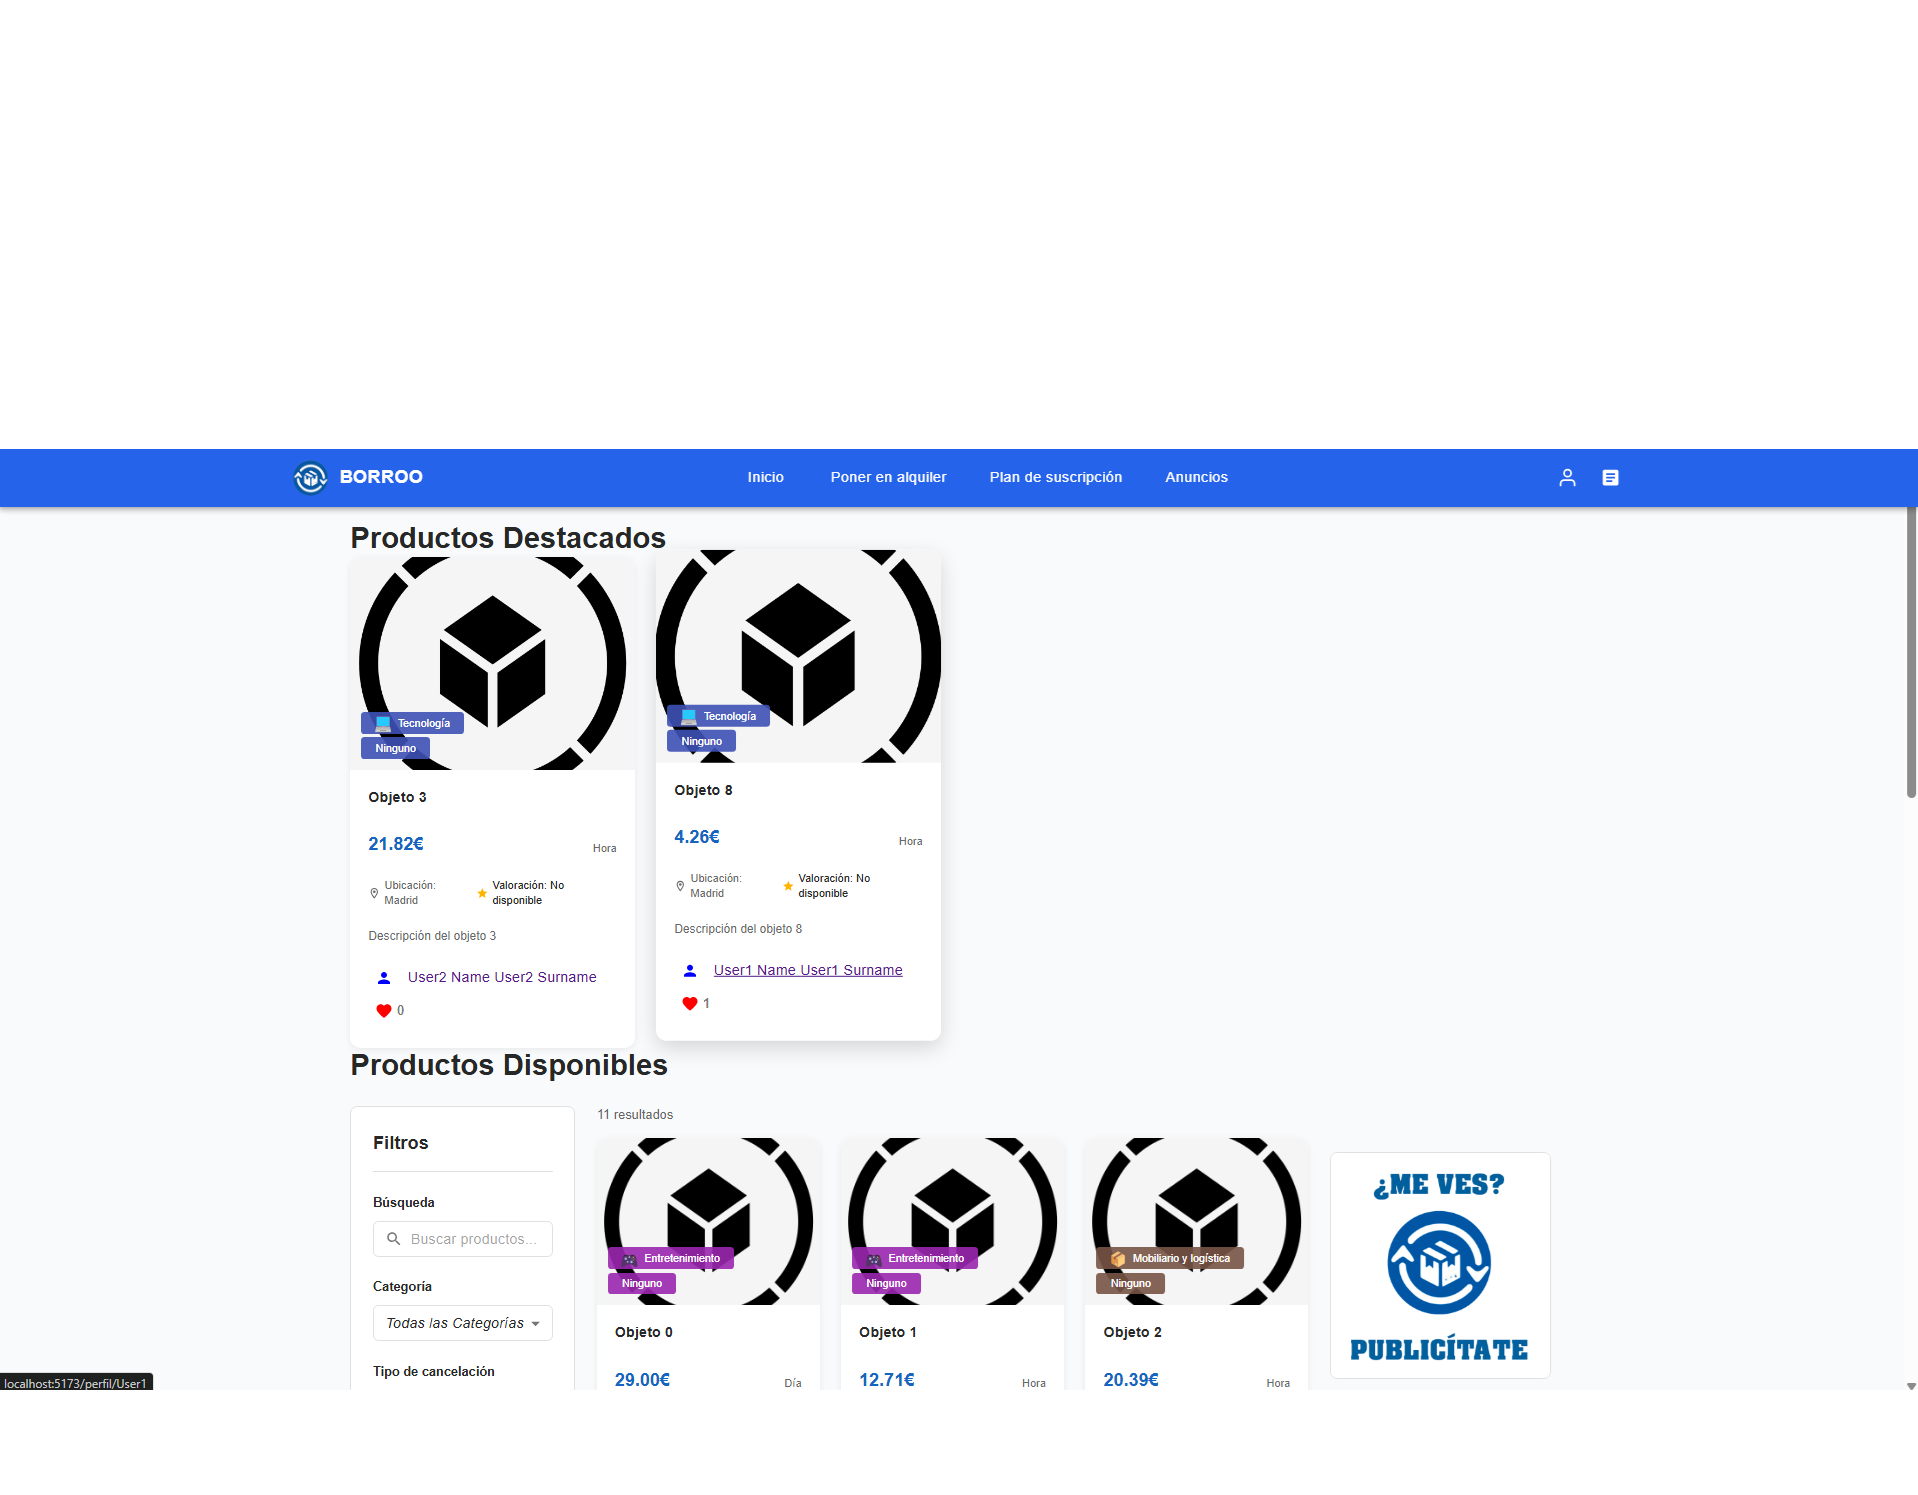 BORROO
Inicio
Poner en alquiler
Plan de suscripción
Anuncios
Productos Destacados
Tecnología
Ninguno
Objeto 3
21.82€
Hora
Ubicación:
Madrid
Valoración: No
disponible
Descripción del objeto 3
User2 Name User2 Surname
0
Tecnología
Ninguno
Objeto 8
4.26€
Hora
Ubicación:
Madrid
Valoración: No
disponible
Descripción del objeto 8
User1 Name User1 Surname
1
Productos Disponibles
Filtros
Búsqueda
Buscar productos...
Categoría
Todas las Categorías
Tipo de cancelación
11 resultados
Entretenimiento
Ninguno
Objeto 0
29.00€
Día
Entretenimiento
Ninguno
Objeto 1
12.71€
Hora
Mobiliario y logística
Ninguno
Objeto 2
20.39€
Hora
¿ME VES?
PUBLICÍTATE
localhost:5173/perfil/User1